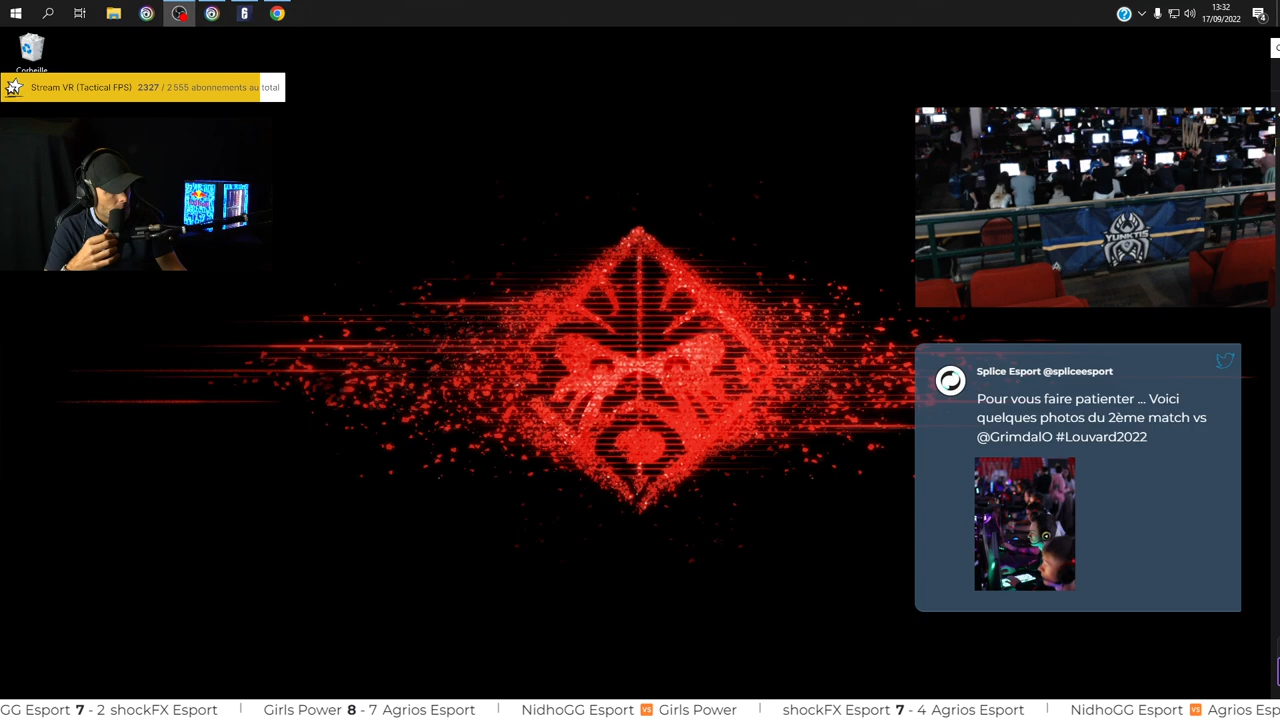 13:32
17/09/2022
4
Corbeille
Stream VR (Tactical FPS) 2327 / 2555 abonnements au total
YUNKTIS
Splice Esport @spliceesport
Pour vous faire patienter ... Voici
quelques photos du 2ème match vs
@GrimdalO #Louvard2022
GG Esport 7 - 2 shockFX Esport | Girls Power 8 - 7 Agrios Esport | NidhoGG Esport VS Girls Power | shockFX Esport 7 - 4 Agrios Esport | NidhoGG Esport VS Agrios Esp